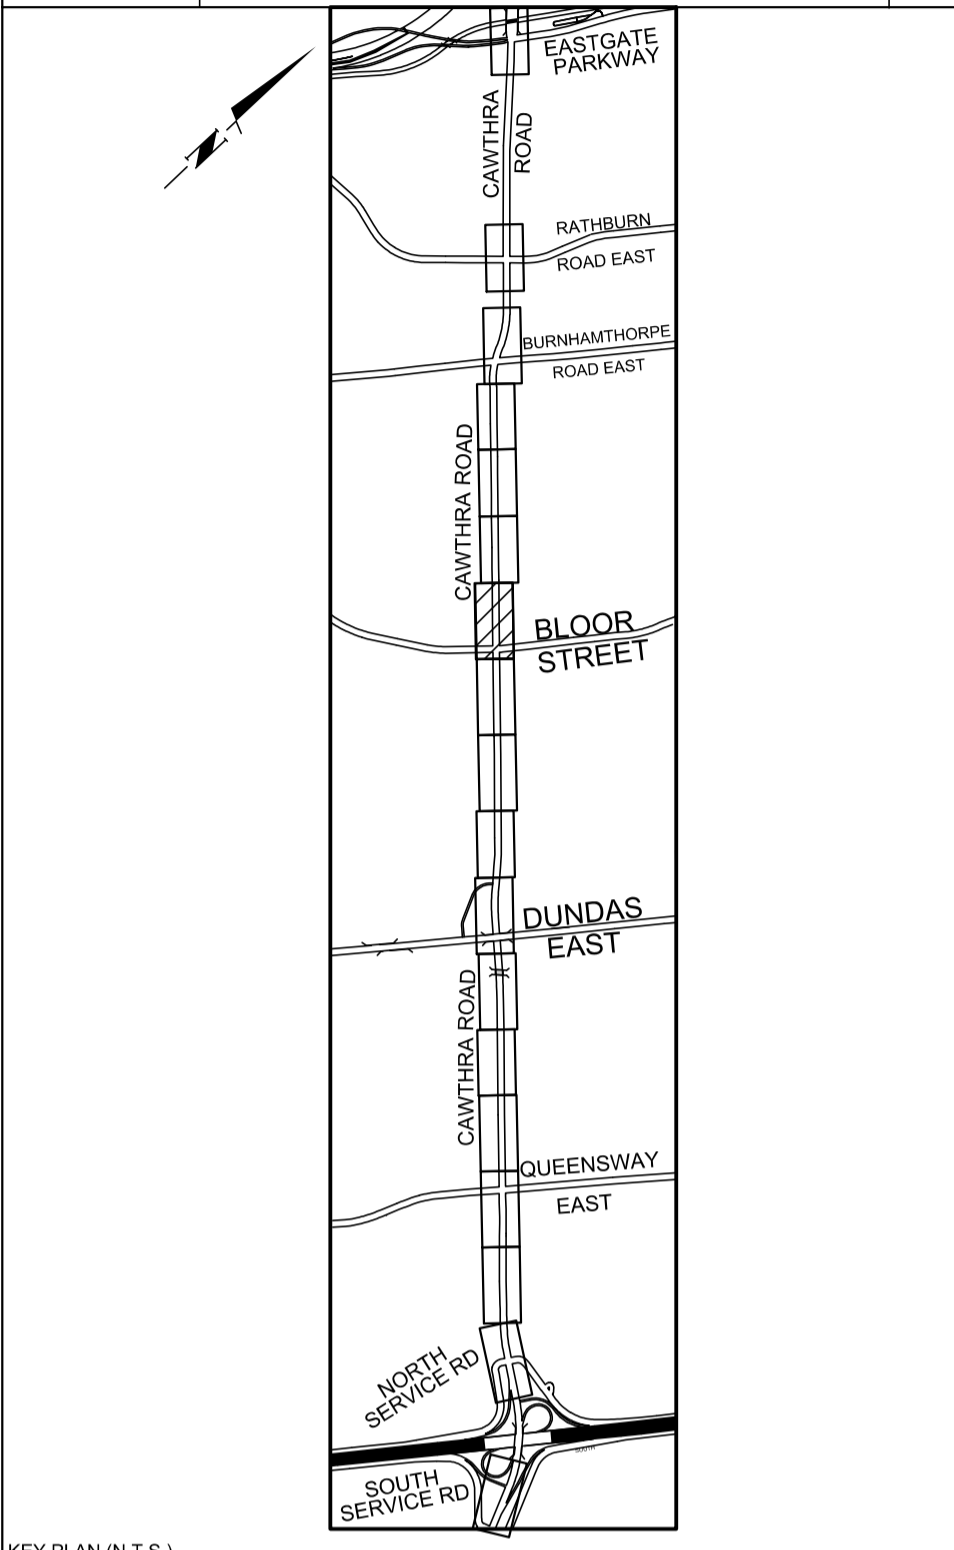 EASTGATE
PARKWAY
CAWTHRA
ROAD
N
RATHBURN
ROAD EAST
BURNHAMTHORPE
ROAD EAST
CAWTHRA ROAD
BLOOR
STREET
DUNDAS
EAST
CAWTHRA ROAD
QUEENSWAY
EAST
NORTH
SERVICE RD
SOUTH
SOUTH
SERVICE RD
KEY PLAN (N.T.S.)